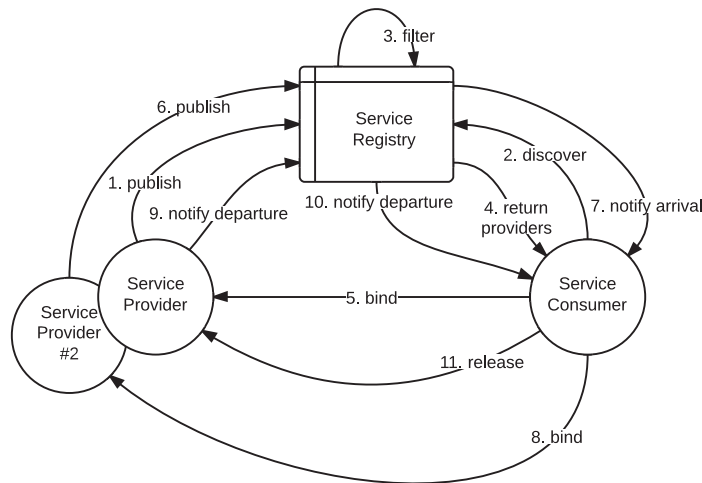 3. filter
6. publish
Service
Registry
2. discover
1. publish
10. notify departure
4. return
providers
7. notify arrival
9. notify departure
Service
Provider
Service
Consumer
5. bind
Service
Provider
#2
11. release
8. bind